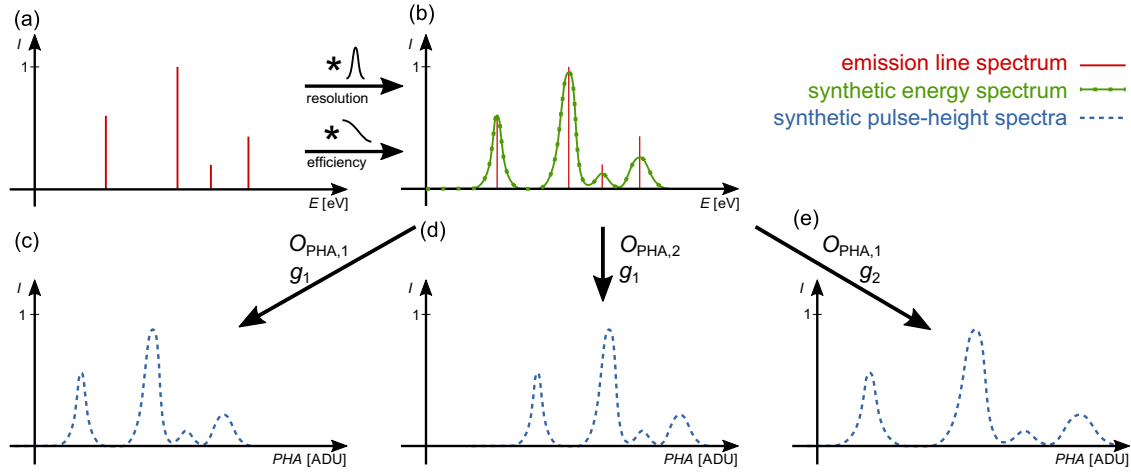 (a)
I
1
E [eV]
*
resolution
*
efficiency
(b)
I
1
E [eV]
emission line spectrum
synthetic energy spectrum
synthetic pulse-height spectra
(c)
O_PHA,1
g_1
I
1
PHA [ADU]
(d)
O_PHA,2
g_1
I
1
PHA [ADU]
(e)
O_PHA,1
g_2
I
1
PHA [ADU]